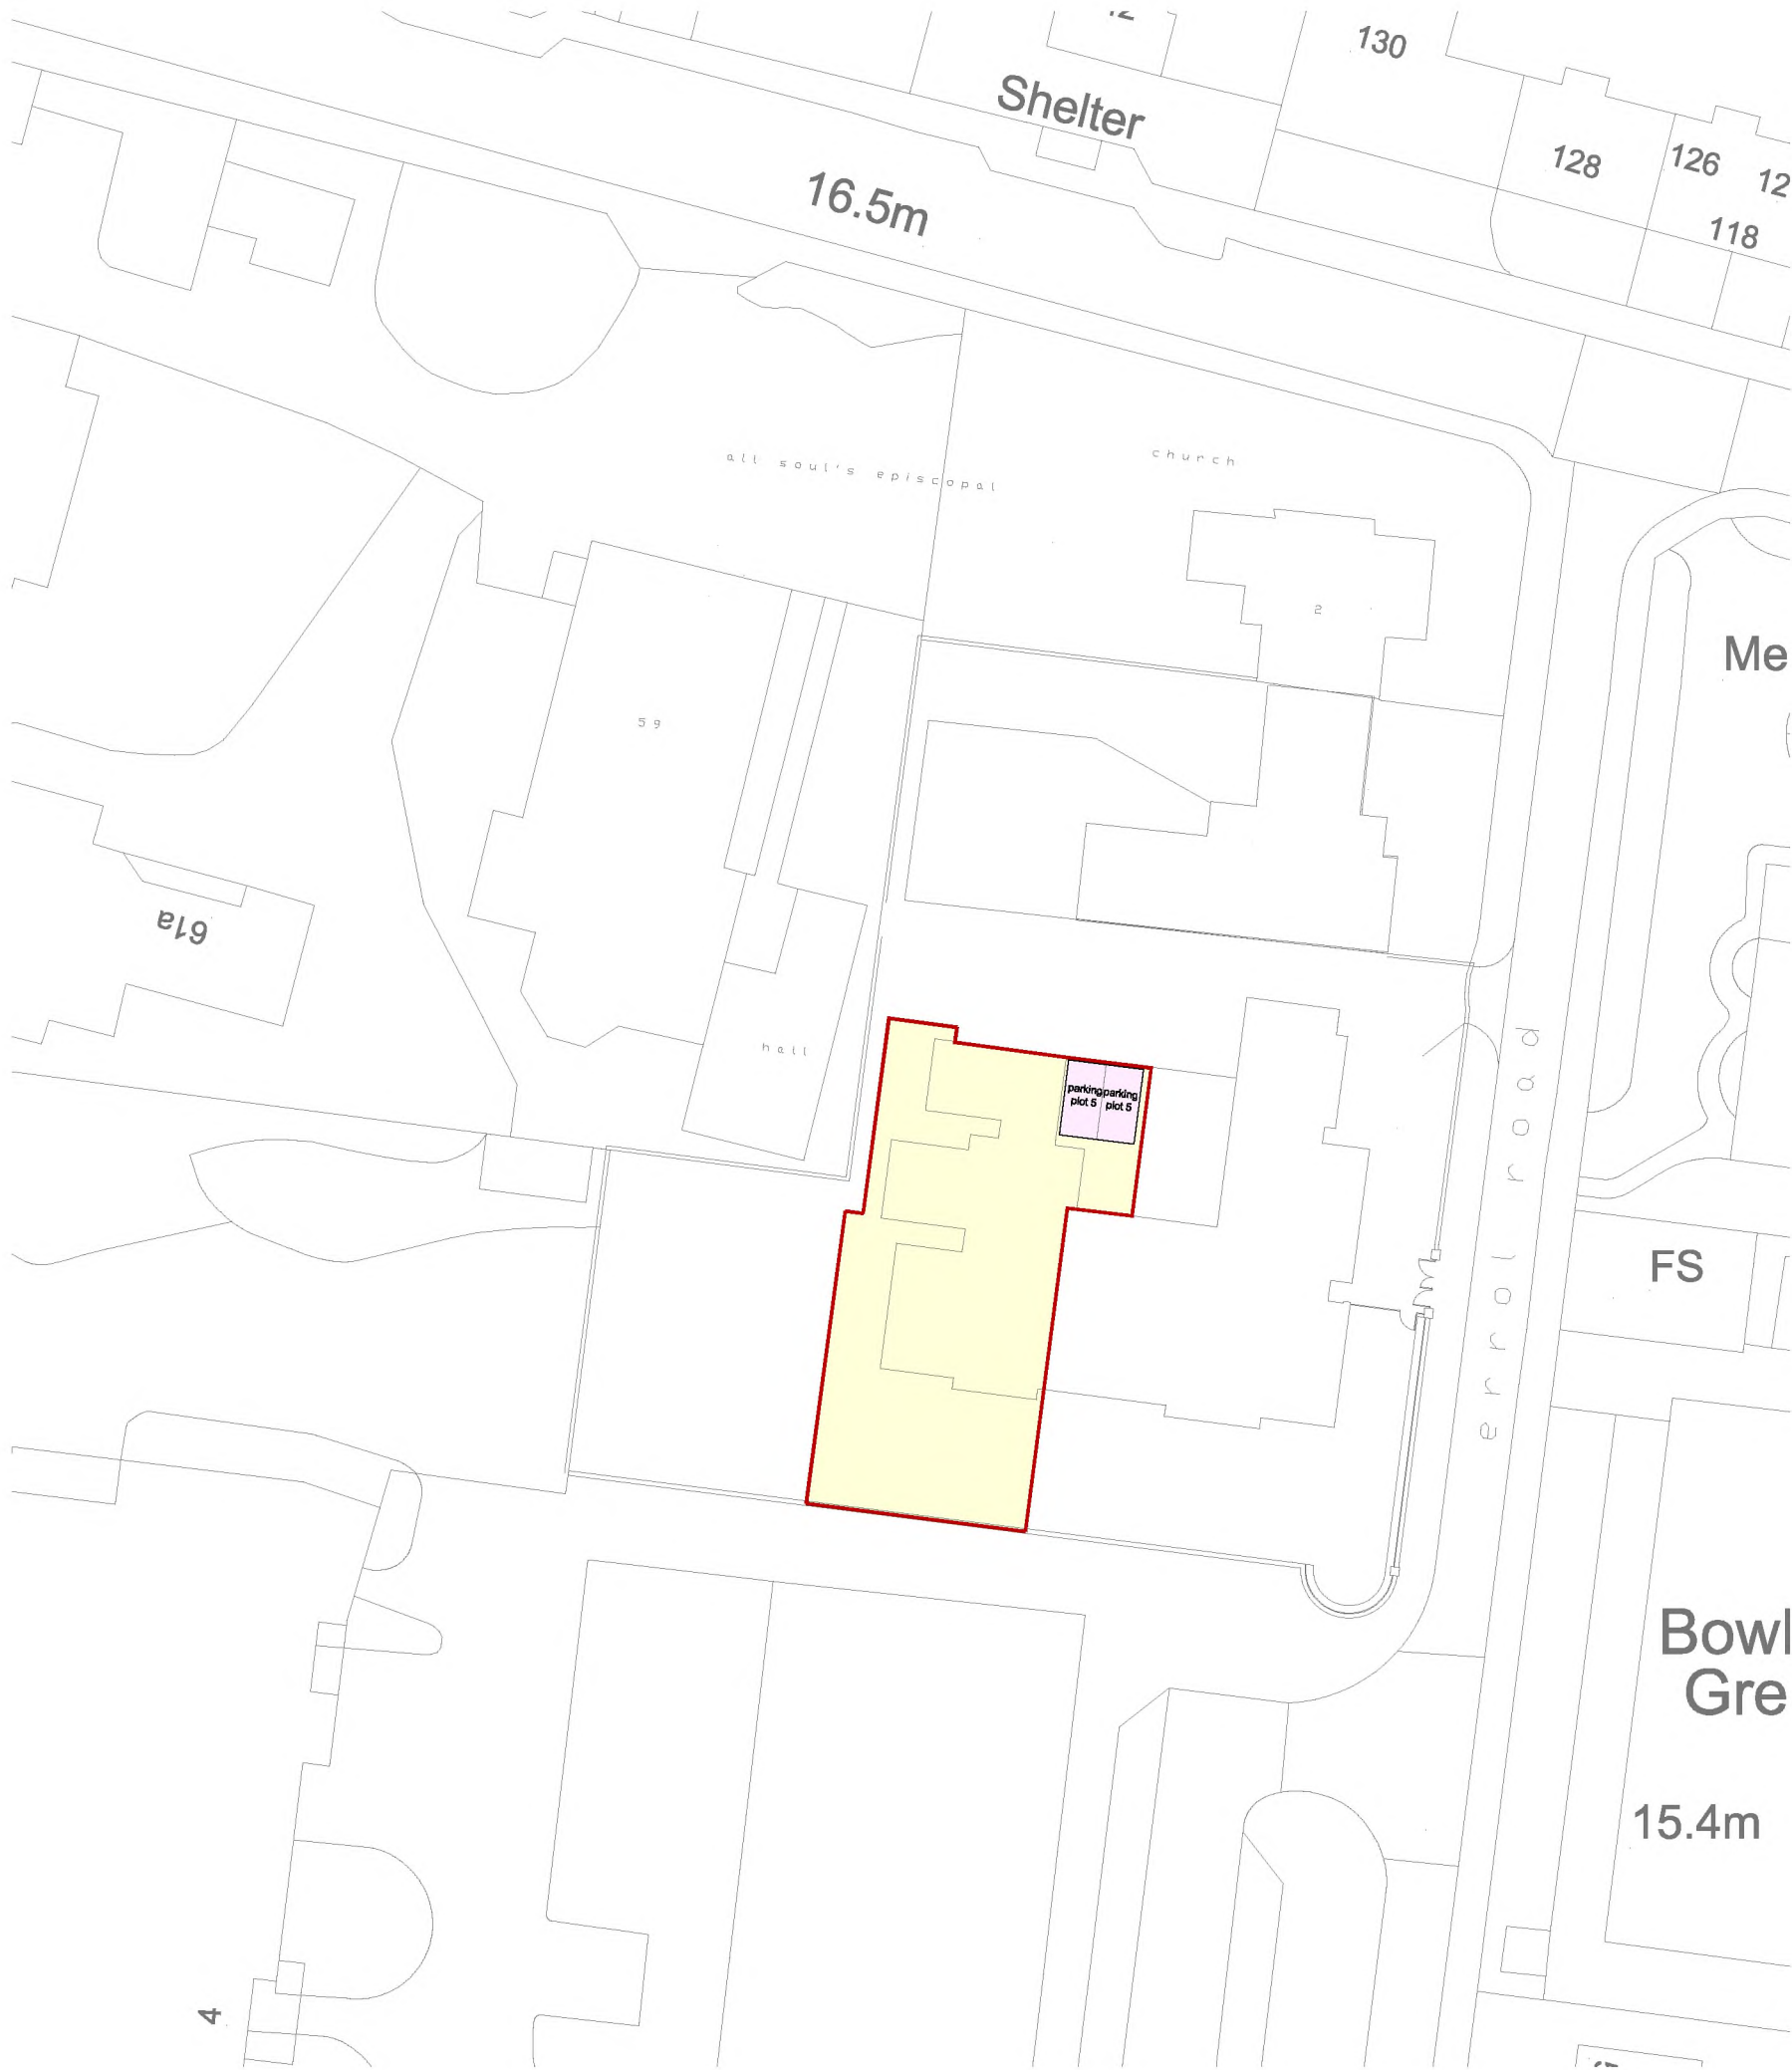 130
Shelter
128
126
16.5m
118
all soul's episcopal
church
2
Me
59
61a
hall
errol road
parking
plot 5
parking
plot 5
FS
Bowl
Gre
15.4m
4